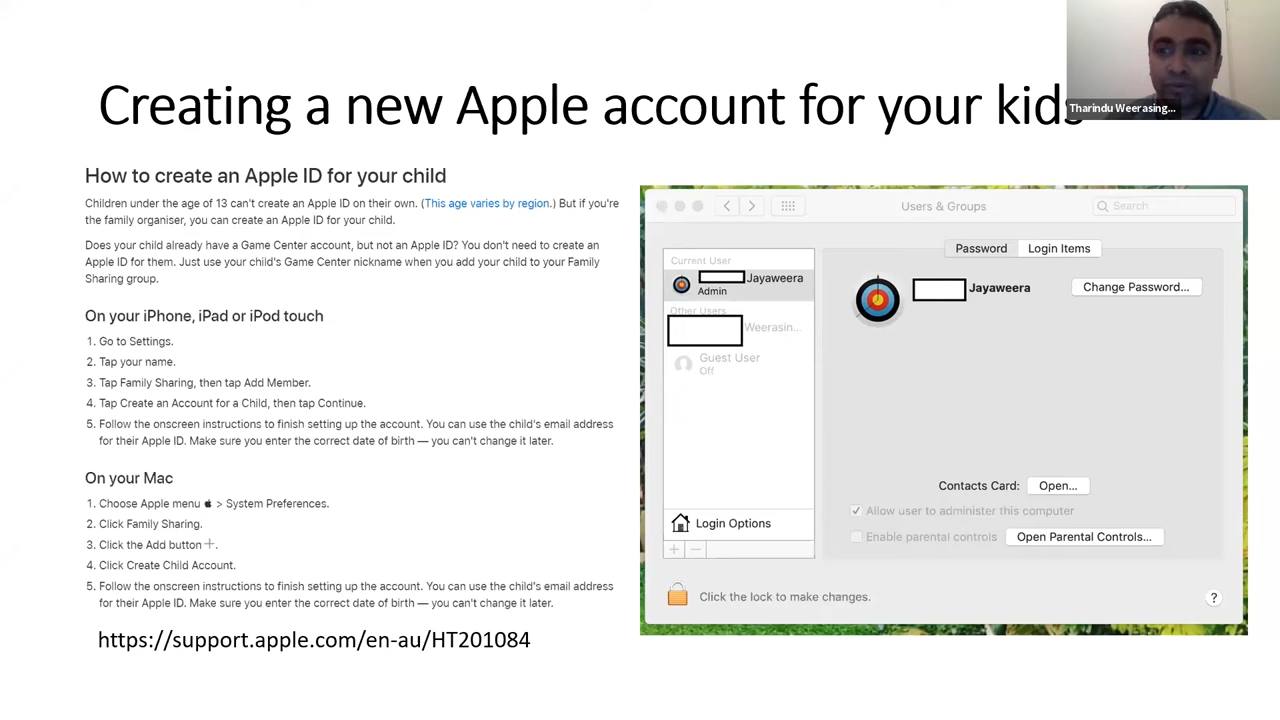 Creating a new Apple account for your kids
Tharindu Weerasing...
How to create an Apple ID for your child
Children under the age of 13 can't create an Apple ID on their own. (This age varies by region.) But if you're
the family organiser, you can create an Apple ID for your child.
Does your child already have a Game Center account, but not an Apple ID? You don't need to create an
Apple ID for them. Just use your child's Game Center nickname when you add your child to your Family
Sharing group.
On your iPhone, iPad or iPod touch
1. Go to Settings.
2. Tap your name.
3. Tap Family Sharing, then tap Add Member.
4. Tap Create an Account for a Child, then tap Continue.
5. Follow the onscreen instructions to finish setting up the account. You can use the child's email address
for their Apple ID. Make sure you enter the correct date of birth — you can't change it later.
On your Mac
1. Choose Apple menu > System Preferences.
2. Click Family Sharing.
3. Click the Add button +.
4. Click Create Child Account.
5. Follow the onscreen instructions to finish setting up the account. You can use the child's email address
for their Apple ID. Make sure you enter the correct date of birth — you can't change it later.
https://support.apple.com/en-au/HT201084
Users & Groups
Search
Current User
Jayaweera
Admin
Other Users
Weerasin...
Guest User
Off
Login Options
Password
Login Items
Jayaweera
Change Password...
Contacts Card:
Open...
Allow user to administer this computer
Enable parental controls
Open Parental Controls...
Click the lock to make changes.
?